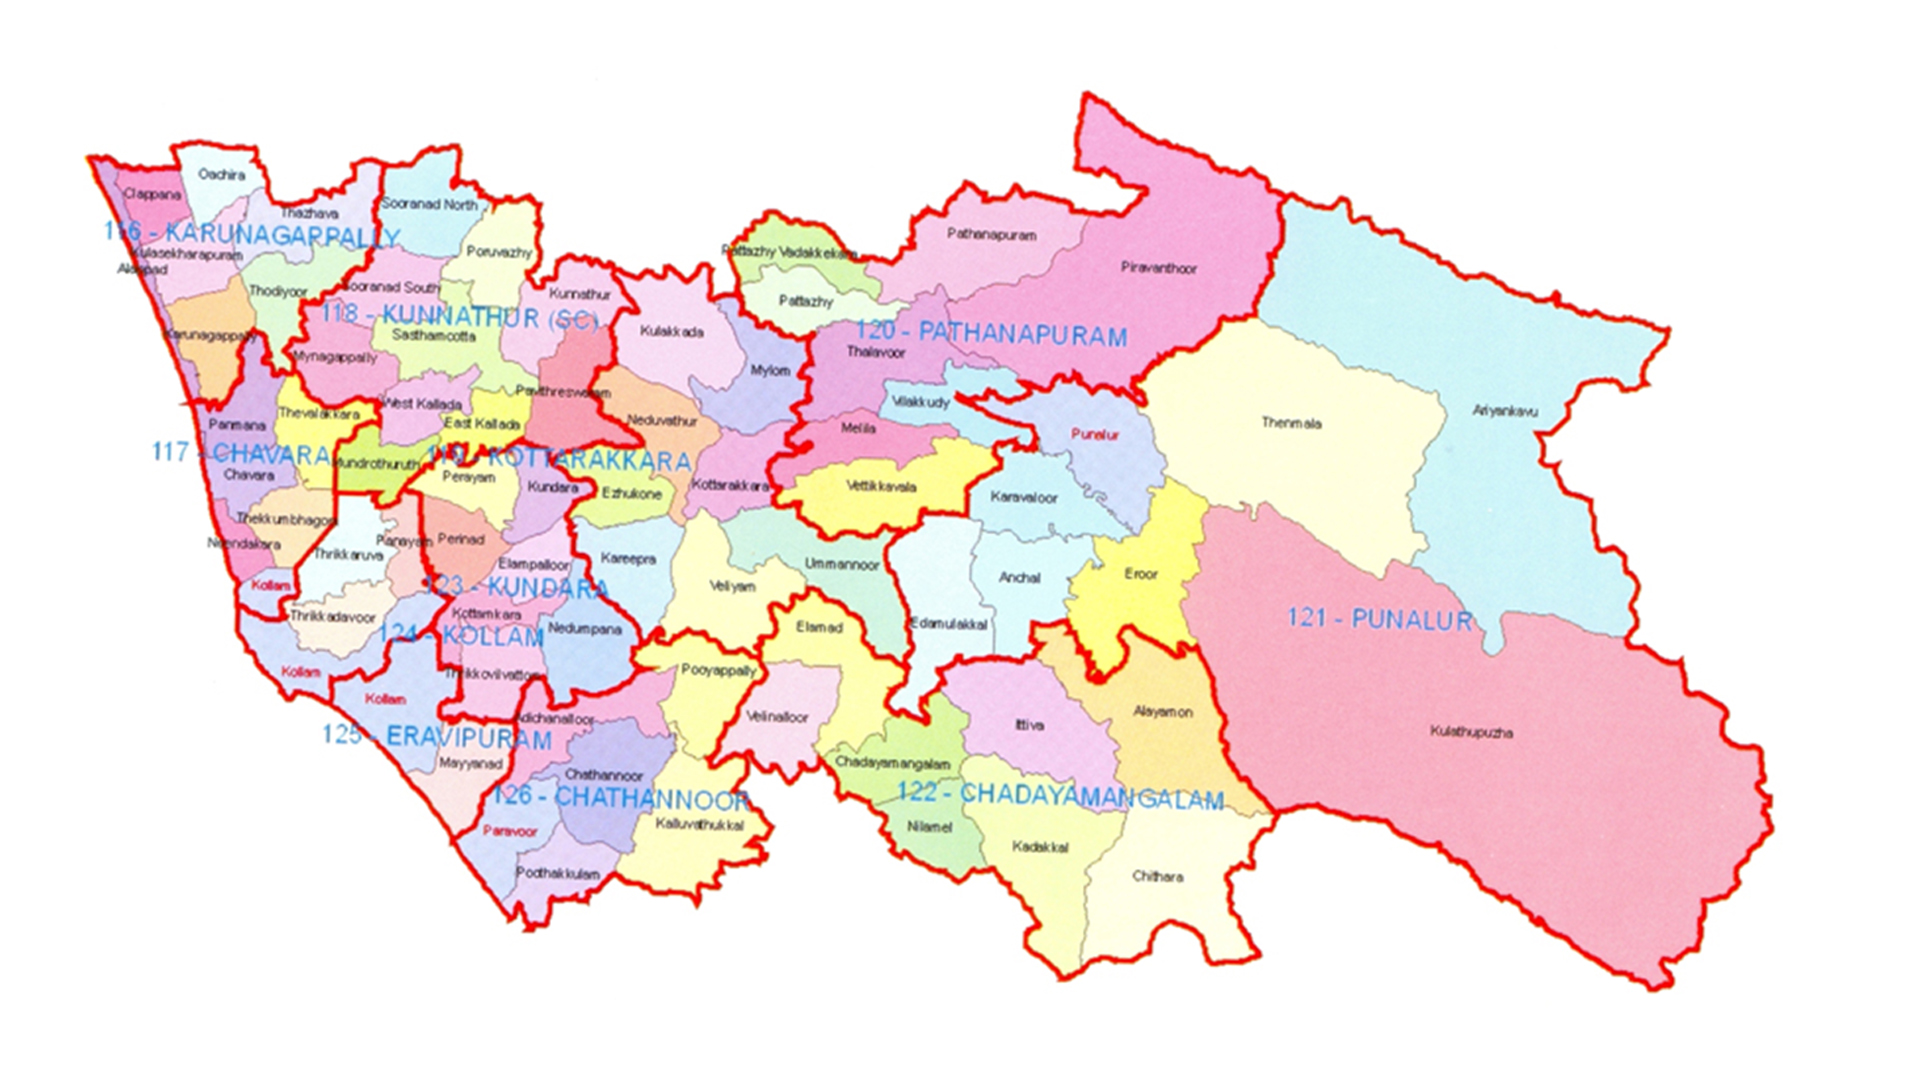 Oachira
Clappana
Thazhava
Sooranad North
116 - KARUNAGAPPALLY
Kulasekharapuram
Alappad
Poruvazhy
Pattazhy Vadakkekara
Pathanapuram
Piravanthoor
Thodiyoor
Sooranad South
Kunnathur
Pattazhy
118 - KUNNATHUR (SC)
Karunagappally
Sasthamcotta
Kulakkada
120 - PATHANAPURAM
Mynagappally
Thalavoor
Mylom
Pavithreswaram
West Kallada
Vilakkudy
Thevalakkara
East Kallada
Neduvathur
Panmana
Melila
Punalur
Thenmala
Ariyankavu
117 - CHAVARA
Mundrothuruth
119 - KOTTARAKKARA
Chavara
Perayam
Kundara
Ezhukone
Kottarakkara
Vettikkavala
Karavaloor
Thekkumbhagom
Neendakara
Thrikkaruva
Panayam
Perinad
Elampalloor
Kareepra
Ummannoor
Anchal
Eroor
Kollam
123 - KUNDARA
Veliyam
Thrikkadavoor
Kottamkara
124 - KOLLAM
Nedumpana
Elamad
Edamulakkal
121 - PUNALUR
Kollam
Thrikkovilvattom
Pooyappally
Kollam
Adichanalloor
Velinalloor
Ittiva
Alayamon
Kulathupuzha
125 - ERAVIPURAM
Mayyanad
Chathannoor
Chadayamangalam
126 - CHATHANNOOR
122 - CHADAYAMANGALAM
Paravoor
Kalluvathukkal
Nilamel
Kadakkal
Poothakkulam
Chithara